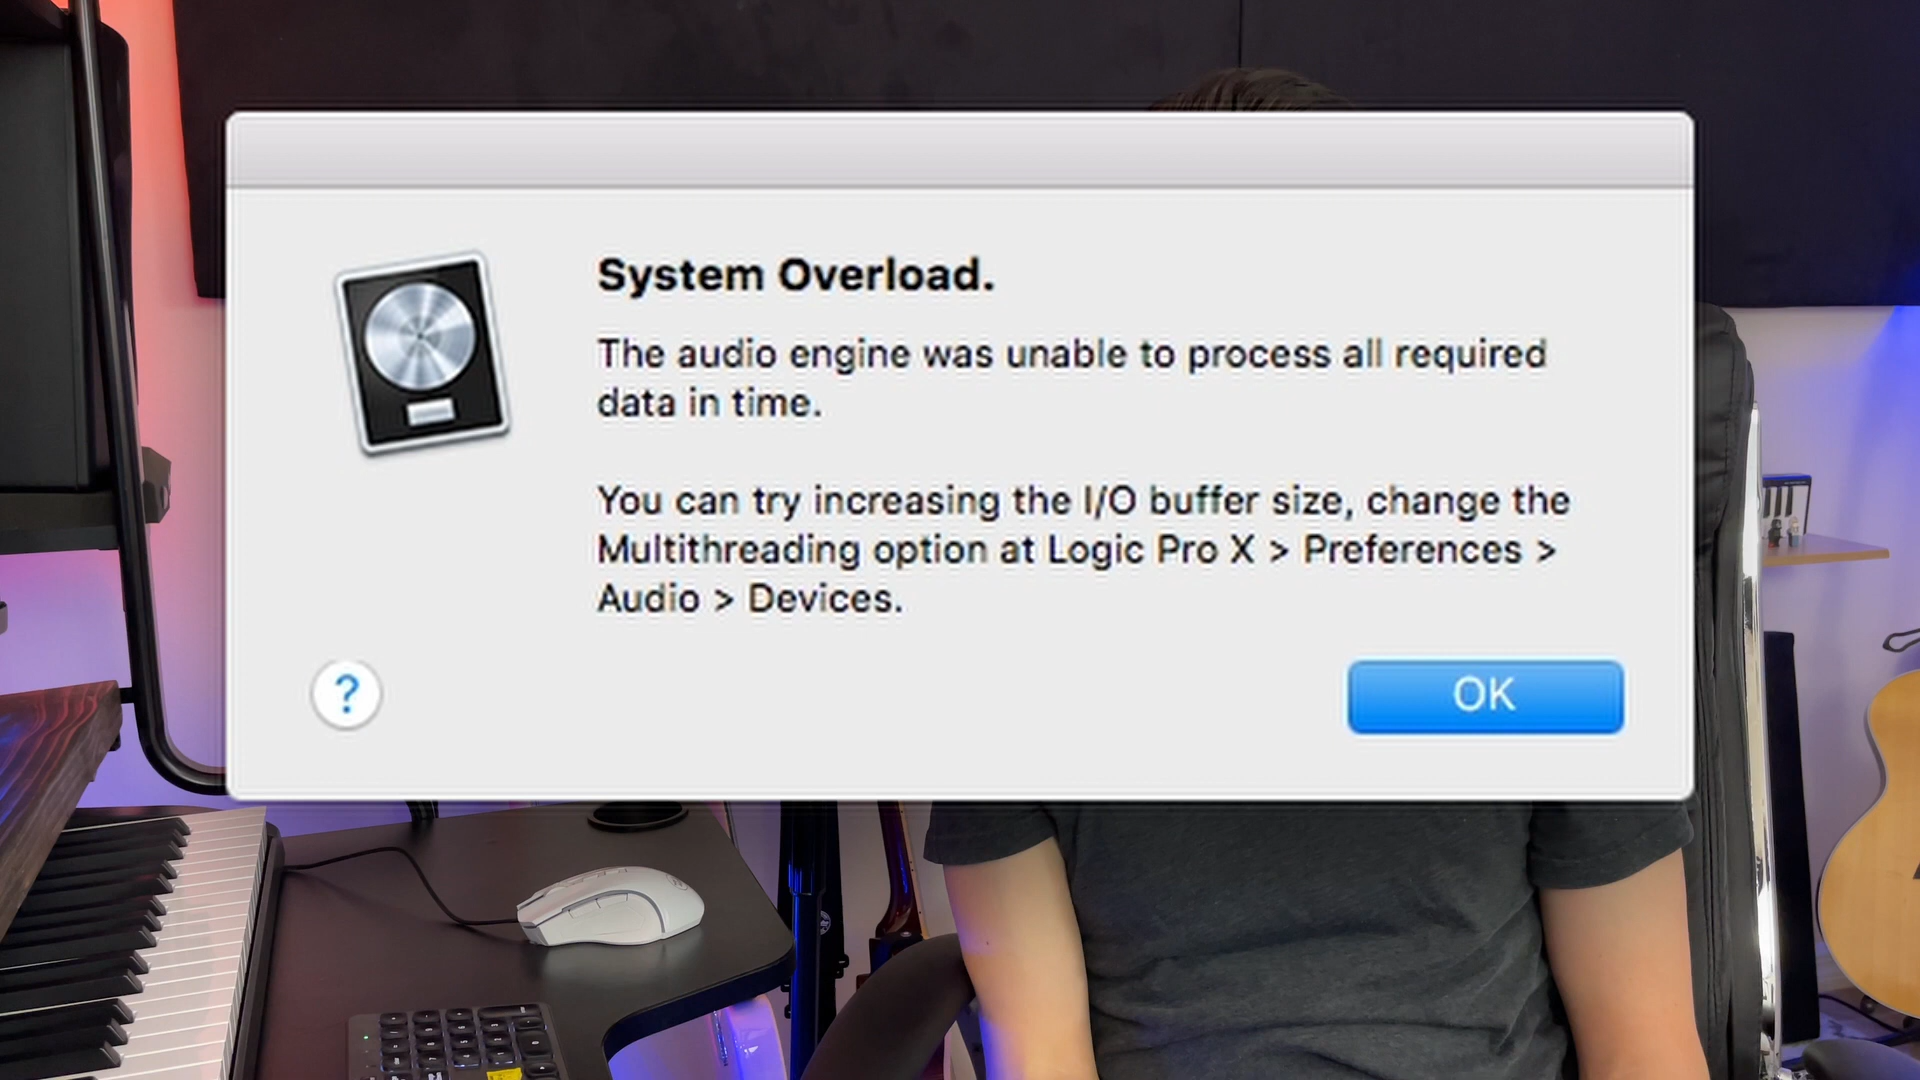 System Overload.
The audio engine was unable to process all required
data in time.
You can try increasing the I/O buffer size, change the
Multithreading option at Logic Pro X > Preferences >
Audio > Devices.
?
OK